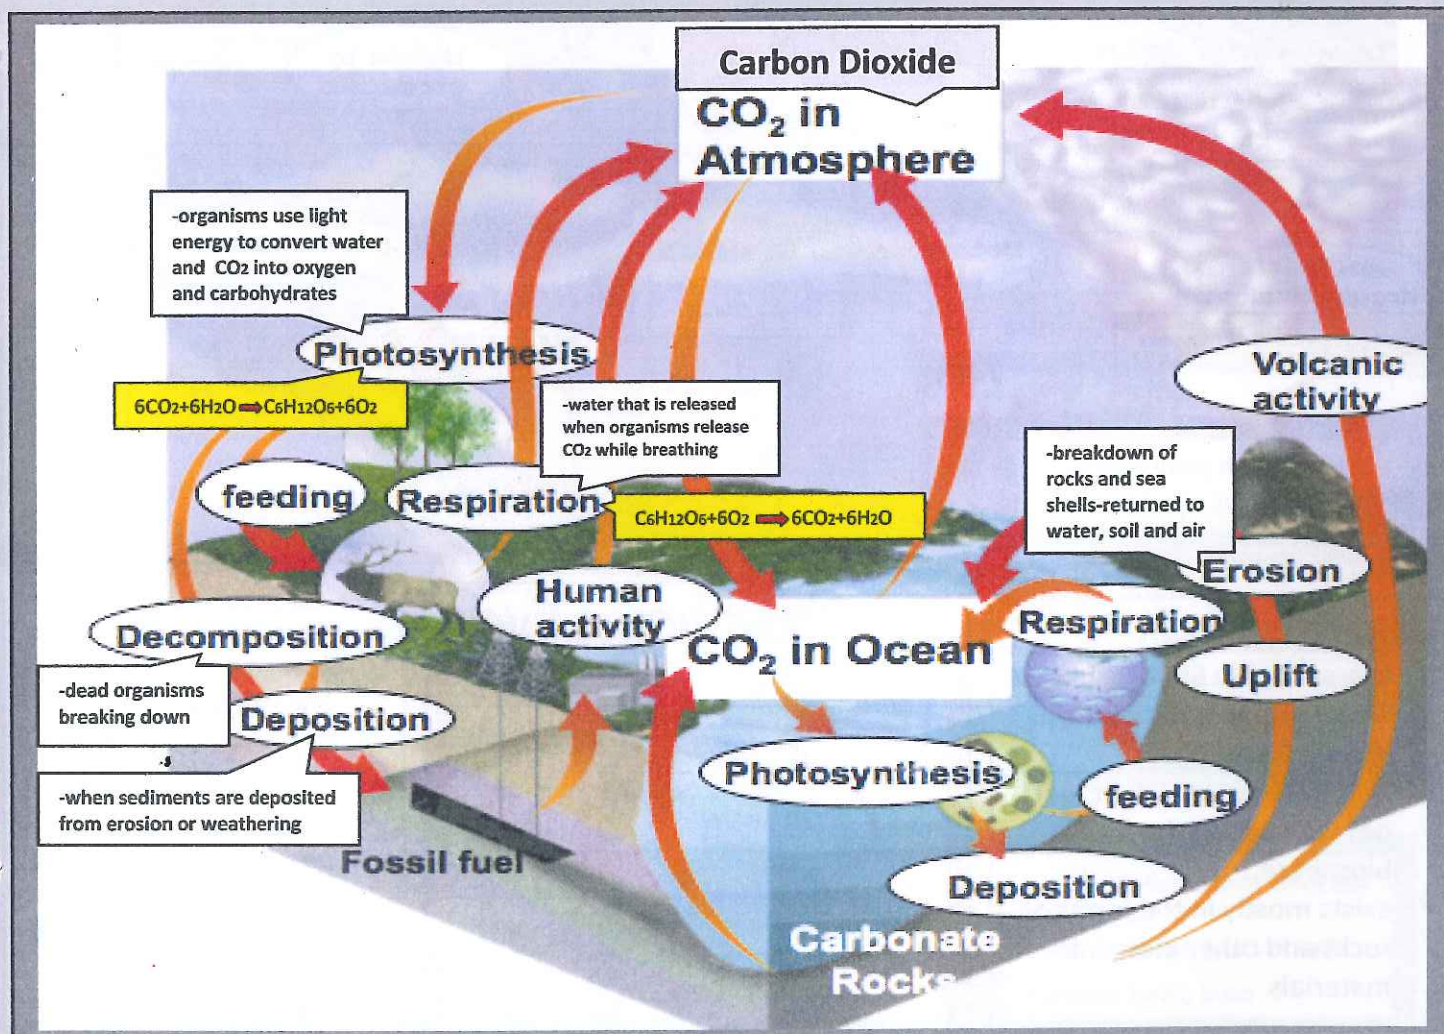 Carbon Dioxide
CO₂ in
Atmosphere
-organisms use light
energy to convert water
and CO2 into oxygen
and carbohydrates
Photosynthesis
6CO2+6H2O➡C6H12O6+6O2
Volcanic
activity
-water that is released
when organisms release
CO2 while breathing
feeding
Respiration
C6H12O6+6O2 ➡ 6CO2+6H2O
-breakdown of
rocks and sea
shells-returned to
water, soil and air
Erosion
Human
activity
Decomposition
CO₂ in Ocean
Respiration
Uplift
-dead organisms
breaking down
Deposition
Photosynthesis
feeding
-when sediments are deposited
from erosion or weathering
Fossil fuel
Deposition
Carbonate
Rocks
materials